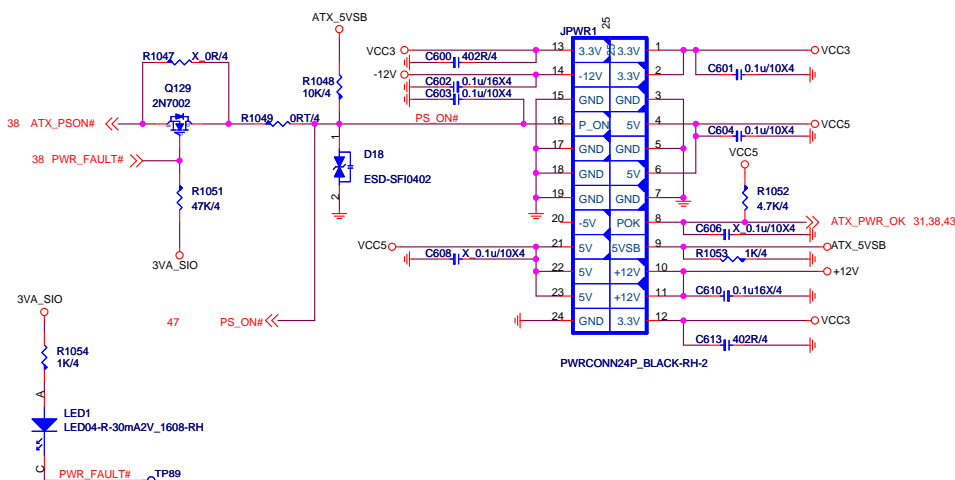 ATX_5VSB
R1047 X_0R/4
Q129
2N7002
38 ATX_PSON#
R1049 0RT/4
R1048
10K/4
38 PWR_FAULT#
R1051
47K/4
3VA_SIO
1
D18
ESD-SFI0402
2
PS_ON#
47 PS_ON#
JPWR1
25
25
VCC3
C600 402R/4
-12V
C602 0.1u/16X4
C603 0.1u/10X4
VCC5
C608 X_0.1u/10X4
13 3.3V 3.3V 1
14 -12V 3.3V 2
15 GND GND 3
16 P_ON 5V 4
17 GND GND 5
18 GND 5V 6
19 GND GND 7
20 -5V POK 8
21 5V 5VSB 9
22 5V +12V 10
23 5V +12V 11
24 GND 3.3V 12
PWRCONN24P_BLACK-RH-2
VCC3
C601 0.1u/10X4
VCC5
C604 0.1u/10X4
VCC5
R1052
4.7K/4
ATX_PWR_OK 31,38,43
C606 X_0.1u/10X4
ATX_5VSB
R1053 1K/4
+12V
C610 0.1u16X/4
VCC3
C613 402R/4
3VA_SIO
R1054
1K/4
A
LED1
LED04-R-30mA2V_1608-RH
C
PWR_FAULT# TP89